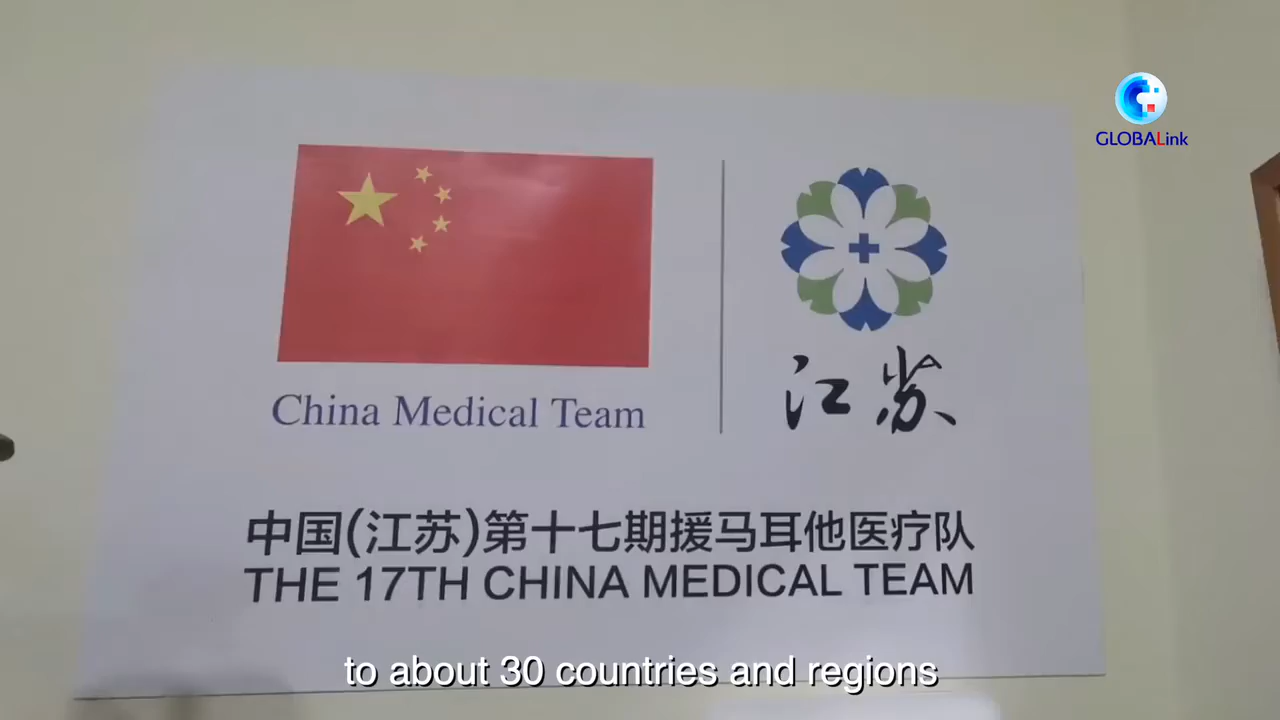 GLOBALink
China Medical Team
江苏
中国(江苏)第十七期援马耳他医疗队
THE 17TH CHINA MEDICAL TEAM
to about 30 countries and regions